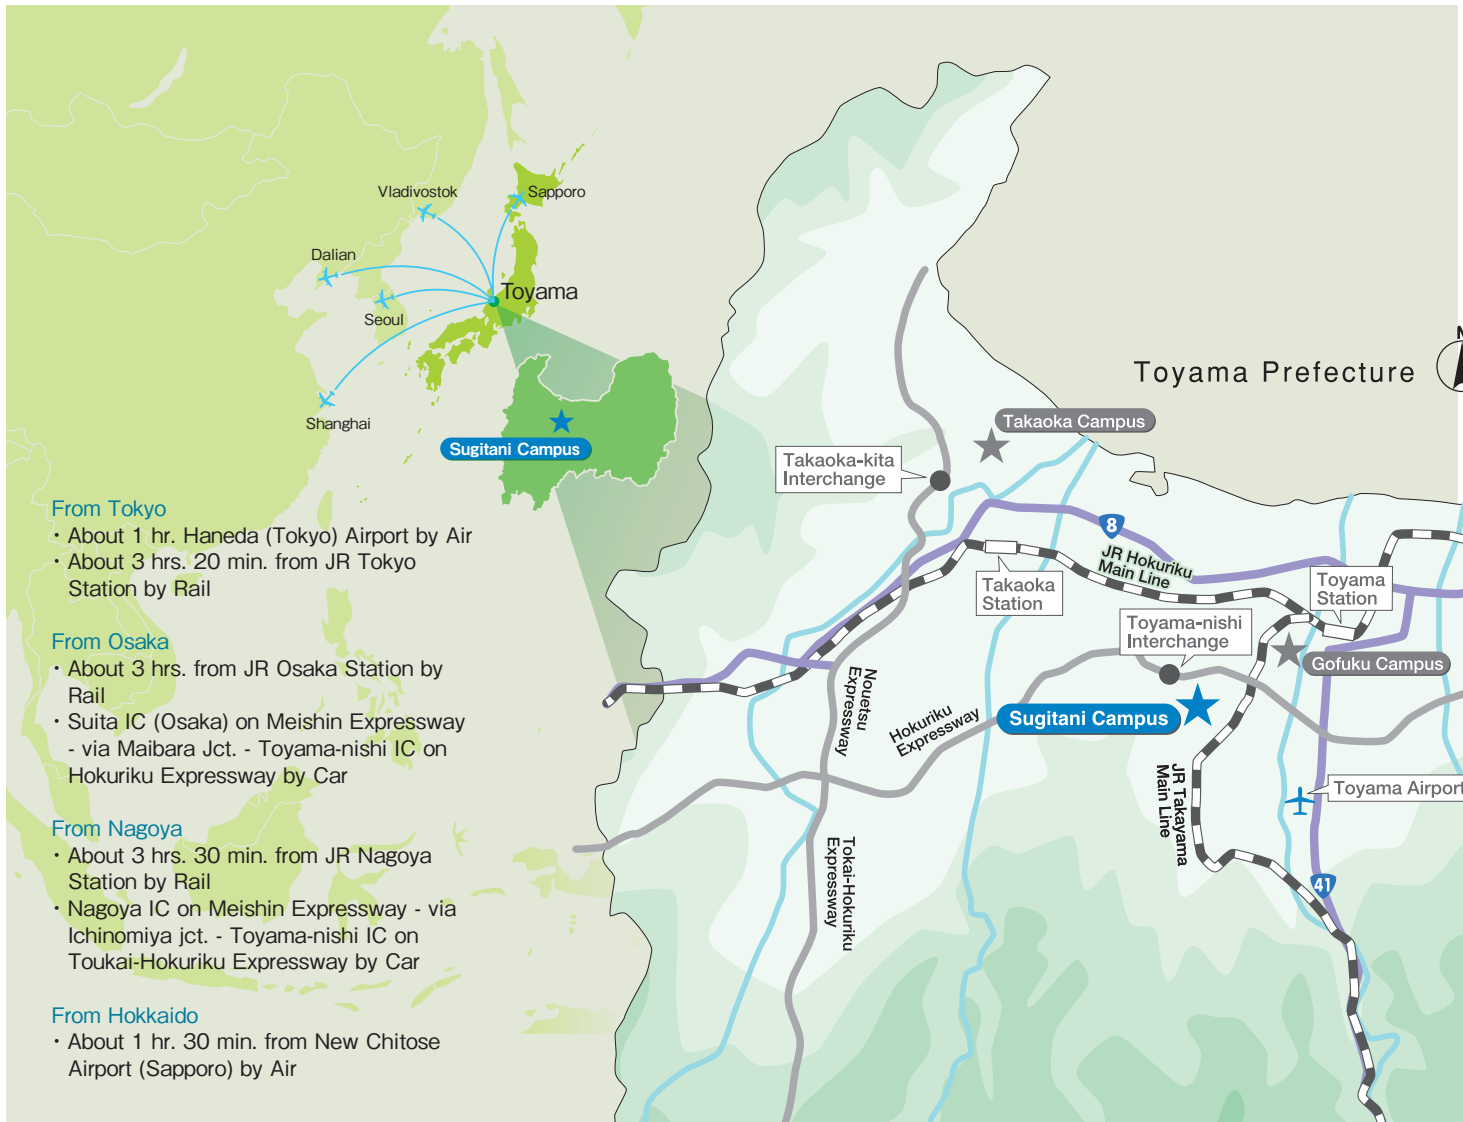 Vladivostok
Sapporo
Dalian
Toyama
Seoul
Shanghai
Sugitani Campus
From Tokyo
・About 1 hr. Haneda (Tokyo) Airport by Air
・About 3 hrs. 20 min. from JR Tokyo
Station by Rail
From Osaka
・About 3 hrs. from JR Osaka Station by
Rail
・Suita IC (Osaka) on Meishin Expressway
- via Maibara Jct. - Toyama-nishi IC on
Hokuriku Expressway by Car
From Nagoya
・About 3 hrs. 30 min. from JR Nagoya
Station by Rail
・Nagoya IC on Meishin Expressway - via
Ichinomiya jct. - Toyama-nishi IC on
Toukai-Hokuriku Expressway by Car
From Hokkaido
・About 1 hr. 30 min. from New Chitose
Airport (Sapporo) by Air
Toyama Prefecture
N
Takaoka Campus
Takaoka-kita
Interchange
8
JR Hokuriku
Main Line
Takaoka
Station
Toyama
Station
Toyama-nishi
Interchange
Gofuku Campus
Nouetsu
Expressway
Hokuriku
Expressway
Sugitani Campus
JR Takayama
Main Line
Toyama Airport
Tokai-Hokuriku
Expressway
41